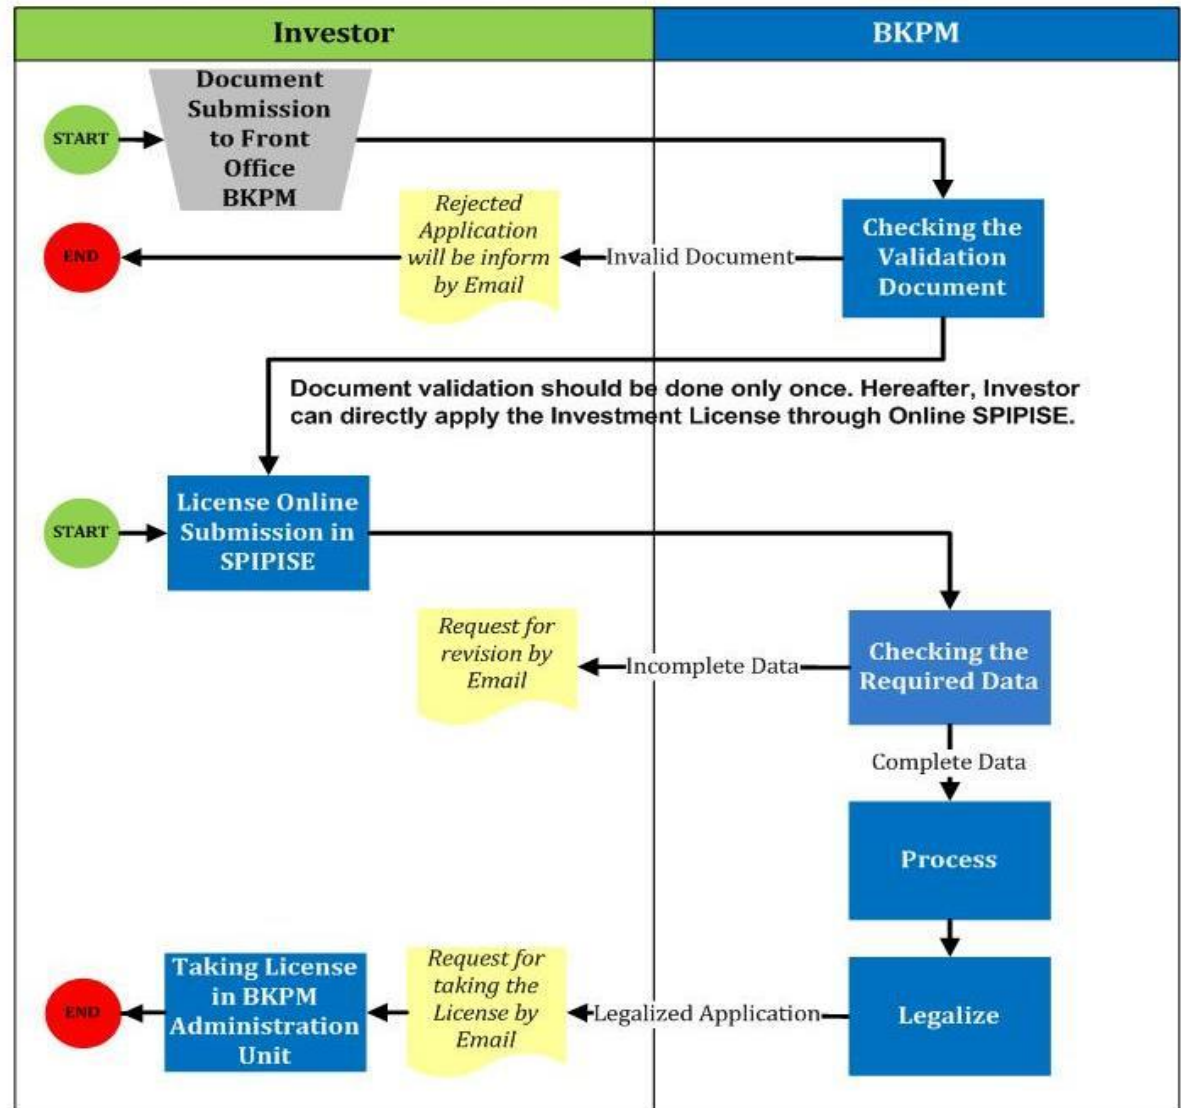 Investor
BKPM
START
Document
Submission
to Front
Office
BKPM
END
Rejected
Application
will be inform
by Email
Invalid Document
Checking the
Validation
Document
Document validation should be done only once. Hereafter, Investor
can directly apply the Investment License through Online SPIPISE.
START
License Online
Submission in
SPIPISE
Request for
revision by
Email
Incomplete Data
Checking the
Required Data
Complete Data
Process
END
Taking License
in BKPM
Administration
Unit
Request for
taking the
License by
Email
Legalized Application
Legalize